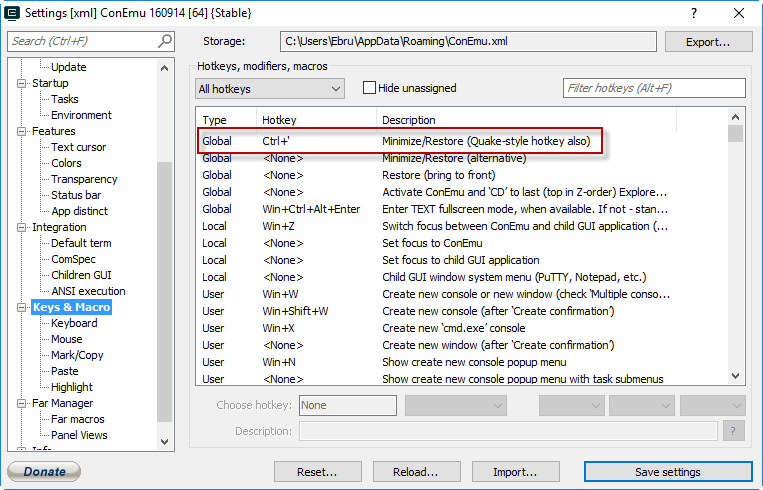 Settings [xml] ConEmu 160914 [64] {Stable}
Search (Ctrl+F)
Storage:
C:\Users\Ebru\AppData\Roaming\ConEmu.xml
Export...
Update
Startup
Tasks
Environment
Features
Text cursor
Colors
Transparency
Status bar
App distinct
Integration
Default term
ComSpec
Children GUI
ANSI execution
Keys & Macro
Keyboard
Mouse
Mark/Copy
Paste
Highlight
Far Manager
Far macros
Panel Views
Info
Hotkeys, modifiers, macros
All hotkeys
Hide unassigned
Filter hotkeys (Alt+F)
Type Hotkey Description
Global Ctrl+' Minimize/Restore (Quake-style hotkey also)
Global <None> Minimize/Restore (alternative)
Global <None> Restore (bring to front)
Global <None> Activate ConEmu and ‘CD’ to last (top in Z-order) Explore...
Global Win+Ctrl+Alt+Enter Enter TEXT fullscreen mode, when available. If not - stan...
Local Win+Z Switch focus between ConEmu and child GUI application (...
Local <None> Set focus to ConEmu
Local <None> Set focus to child GUI application
Local <None> Child GUI window system menu (PuTTY, Notepad, etc.)
User Win+W Create new console or new window (check ‘Multiple conso...
User Win+Shift+W Create new console (after ‘Create confirmation’)
User Win+X Create new ‘cmd.exe’ console
User <None> Create new window (after ‘Create confirmation’)
User Win+N Show create new console popup menu
User <None> Show create new console popup menu with task submenus
Choose hotkey: None
Description:
?
Donate
Reset...
Reload...
Import...
Save settings